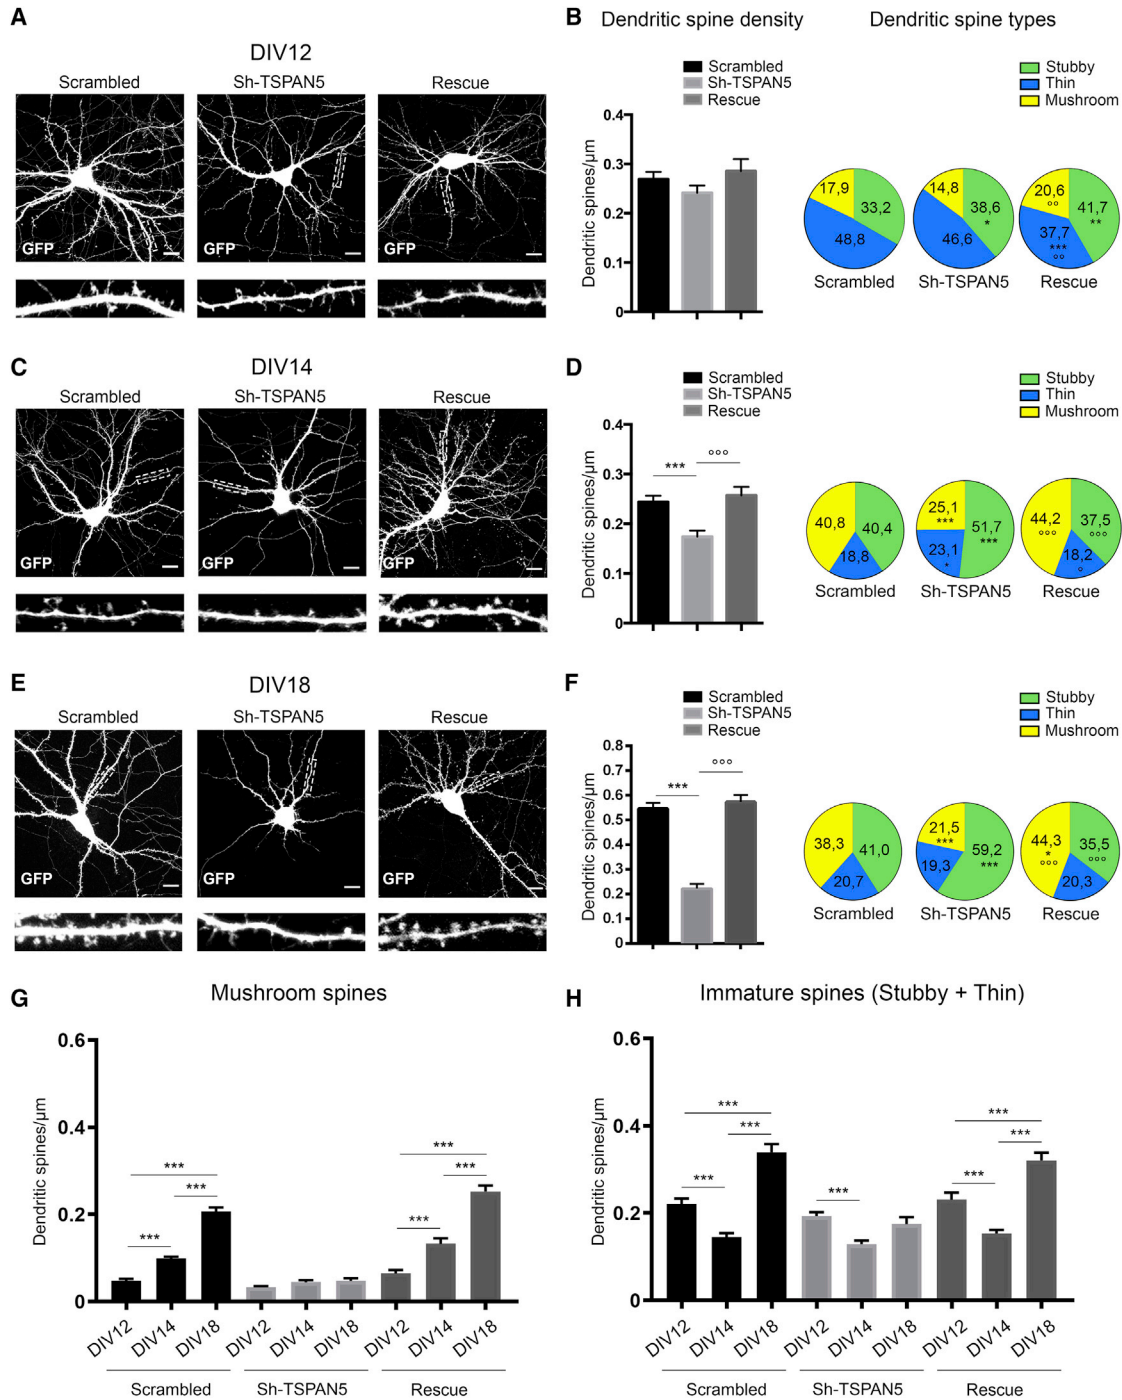 A
DIV12
Scrambled Sh-TSPAN5 Rescue
GFP GFP GFP
B Dendritic spine density Dendritic spine types
Scrambled
Sh-TSPAN5
Rescue
Stubby
Thin
Mushroom
Dendritic spines/µm
0.4
0.3
0.2
0.1
0
17,9 33,2 48,8
Scrambled
14,8 38,6 * 46,6
Sh-TSPAN5
20,6 °° 41,7 ** 37,7 *** °°
Rescue
C
DIV14
Scrambled Sh-TSPAN5 Rescue
GFP GFP GFP
D
Scrambled
Sh-TSPAN5
Rescue
Stubby
Thin
Mushroom
Dendritic spines/µm
0.4
0.3
0.2
0.1
0
*** °°°
40,8 40,4 18,8
Scrambled
25,1 *** 51,7 *** 23,1 *
Sh-TSPAN5
44,2 °°° 37,5 °°° 18,2 °
Rescue
E
DIV18
Scrambled Sh-TSPAN5 Rescue
GFP GFP GFP
F
Scrambled
Sh-TSPAN5
Rescue
Stubby
Thin
Mushroom
Dendritic spines/µm
0.8
0.7
0.6
0.5
0.4
0.3
0.2
0.1
0
*** °°°
38,3 41,0 20,7
Scrambled
21,5 *** 59,2 *** 19,3
Sh-TSPAN5
44,3 * °°° 35,5 °°° 20,3
Rescue
G Mushroom spines
Dendritic spines/µm
0.6
0.4
0.2
0
*** *** ***
*** *** ***
DIV12 DIV14 DIV18 DIV12 DIV14 DIV18 DIV12 DIV14 DIV18
Scrambled Sh-TSPAN5 Rescue
H Immature spines (Stubby + Thin)
Dendritic spines/µm
0.6
0.4
0.2
0
*** *** ***
***
*** *** ***
DIV12 DIV14 DIV18 DIV12 DIV14 DIV18 DIV12 DIV14 DIV18
Scrambled Sh-TSPAN5 Rescue